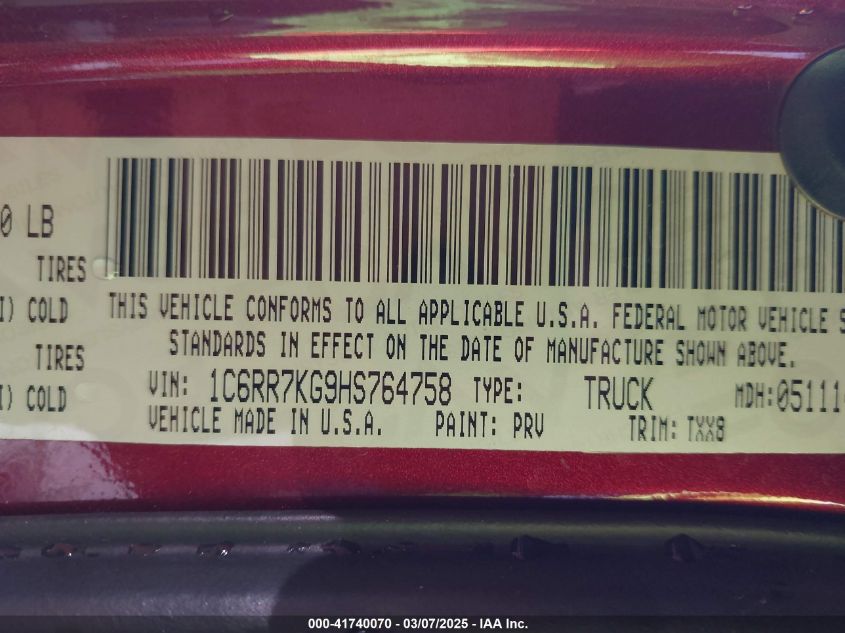 0 LB
TIRES
I) COLD
TIRES
I) COLD
THIS VEHICLE CONFORMS TO ALL APPLICABLE U.S.A. FEDERAL MOTOR VEHICLE S
STANDARDS IN EFFECT ON THE DATE OF MANUFACTURE SHOWN ABOVE.
VIN: 1C6RR7KG9HS764758 TYPE: TRUCK MDH:05111
VEHICLE MADE IN U.S.A. PAINT: PRV TRIM: TXX8
000-41740070 - 03/07/2025 - IAA Inc.